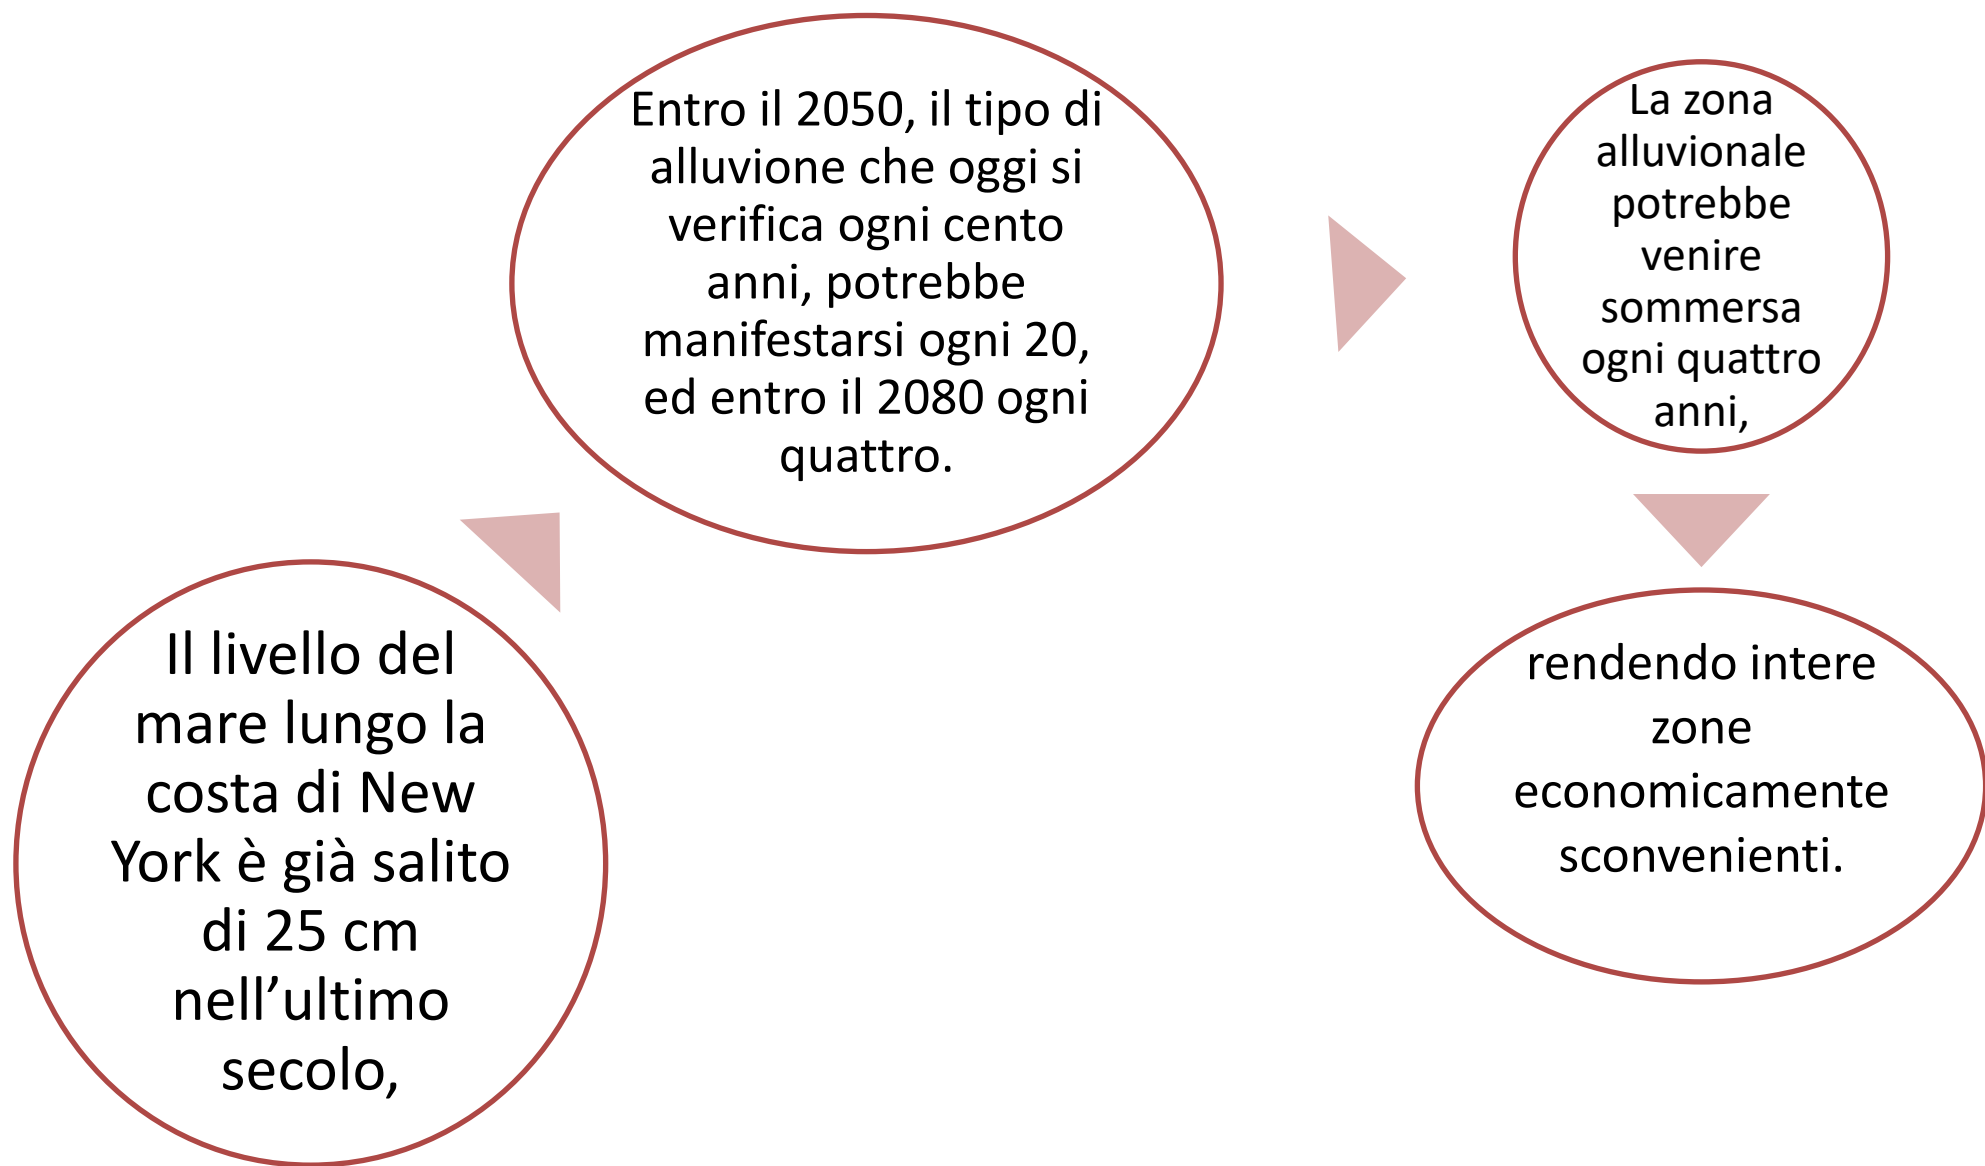 Il livello del
mare lungo la
costa di New
York è già salito
di 25 cm
nell’ultimo
secolo,
Entro il 2050, il tipo di
alluvione che oggi si
verifica ogni cento
anni, potrebbe
manifestarsi ogni 20,
ed entro il 2080 ogni
quattro.
La zona
alluvionale
potrebbe
venire
sommersa
ogni quattro
anni,
rendendo intere
zone
economicamente
sconvenienti.